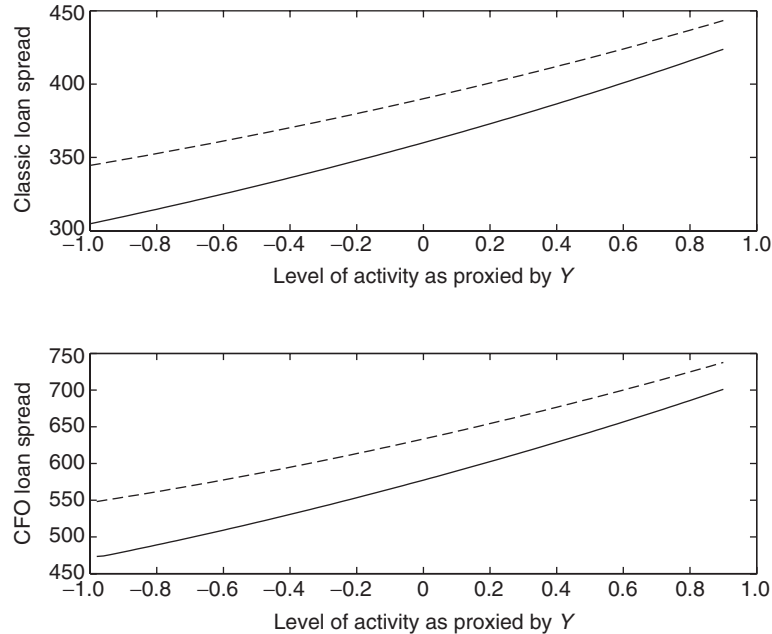 450
400
350
300
Classic loan spread
−1.0 −0.8 −0.6 −0.4 −0.2 0 0.2 0.4 0.6 0.8 1.0
Level of activity as proxied by Y
750
700
650
600
550
500
450
CFO loan spread
−1.0 −0.8 −0.6 −0.4 −0.2 0 0.2 0.4 0.6 0.8 1.0
Level of activity as proxied by Y